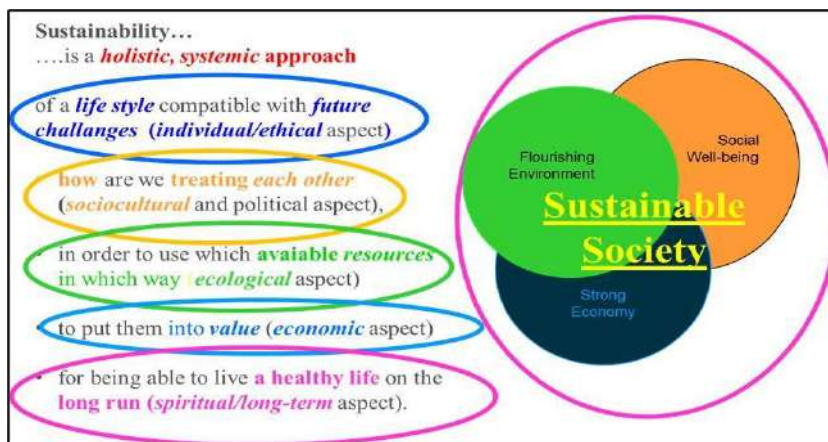 Sustainability…
….is a holistic, systemic approach
of a life style compatible with future
challanges (individual/ethical aspect)
how are we treating each other
(sociocultural and political aspect),
• in order to use which avaiable resources
in which way (ecological aspect)
• to put them into value (economic aspect)
• for being able to live a healthy life on the
long run (spiritual/long-term aspect).
Flourishing
Environment
Social
Well-being
Sustainable
Society
Strong
Economy